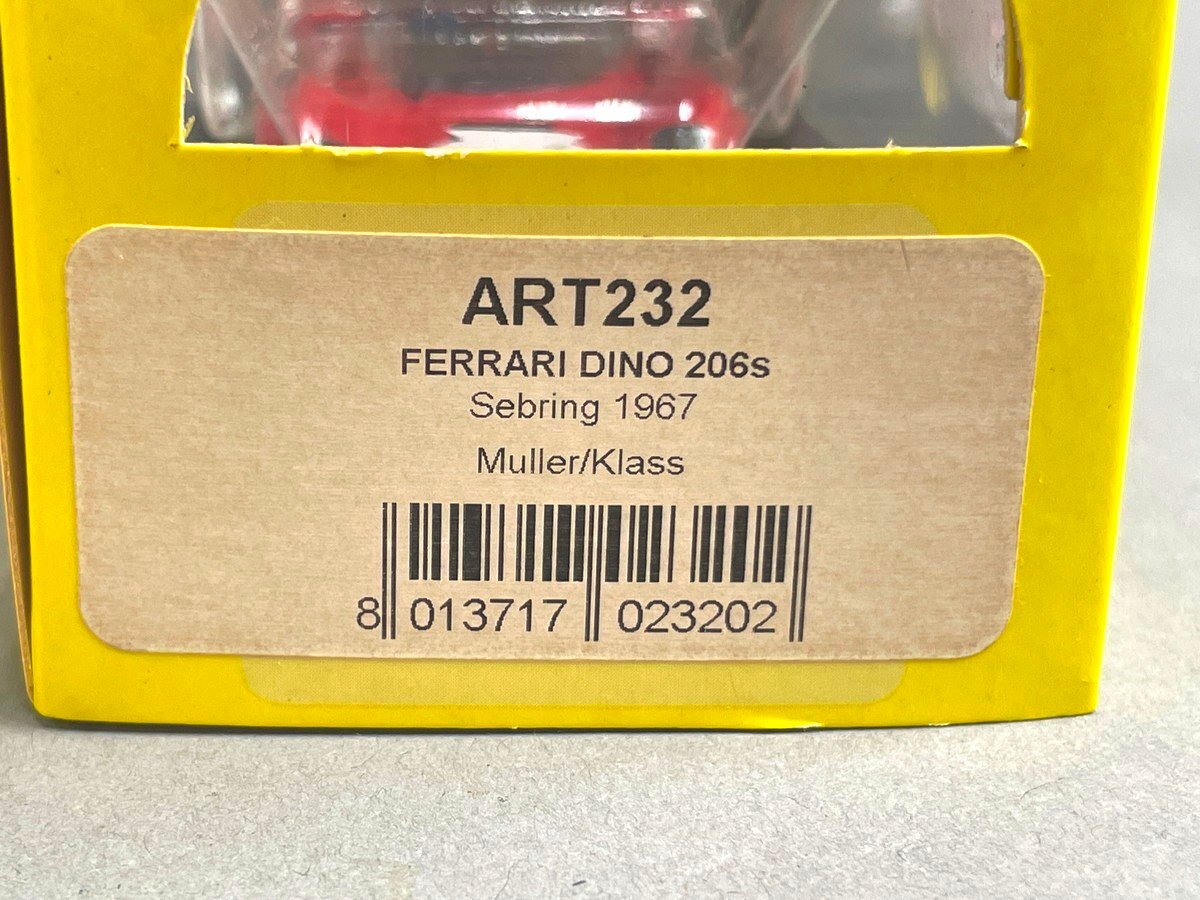 ART232
FERRARI DINO 206s
Sebring 1967
Muller/Klass
8 013717 023202